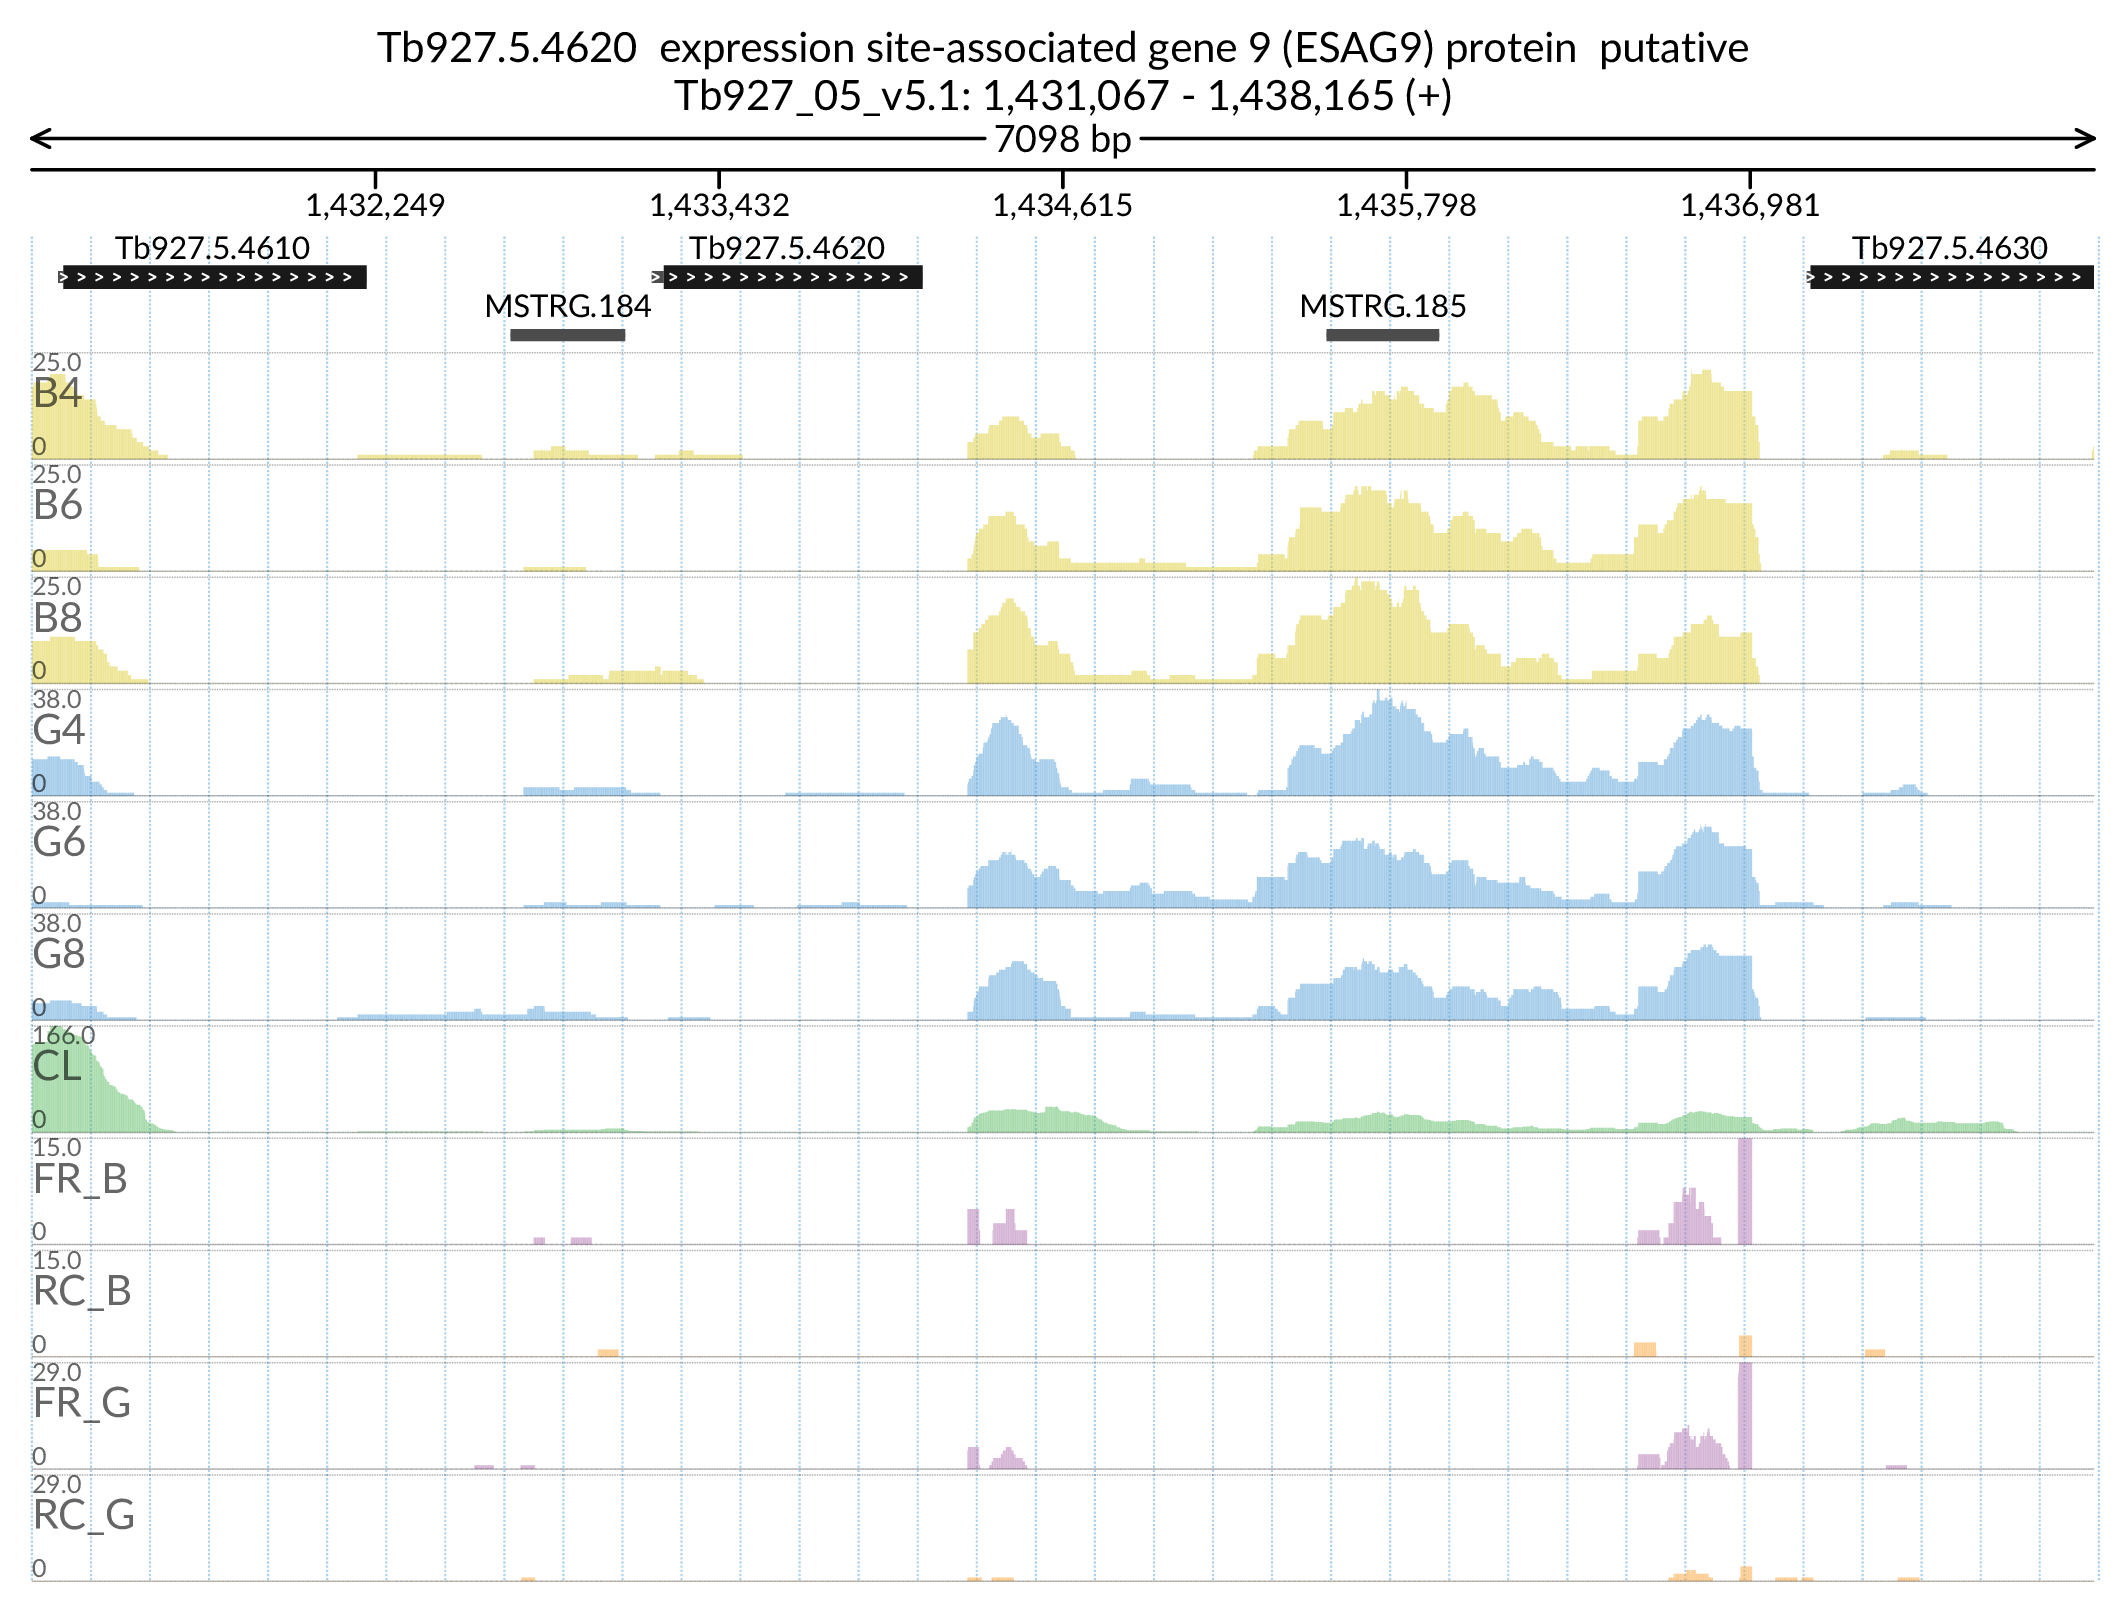 Tb927.5.4620  expression site-associated gene 9 (ESAG9) protein  putative
Tb927_05_v5.1: 1,431,067 - 1,438,165 (+)
7098 bp
1,432,249 1,433,432 1,434,615 1,435,798 1,436,981
Tb927.5.4610 Tb927.5.4620 Tb927.5.4630
MSTRG.184 MSTRG.185
25.0
B4
0
25.0
B6
0
25.0
B8
0
38.0
G4
0
38.0
G6
0
38.0
G8
0
166.0
CL
0
15.0
FR_B
0
15.0
RC_B
0
29.0
FR_G
0
29.0
RC_G
0